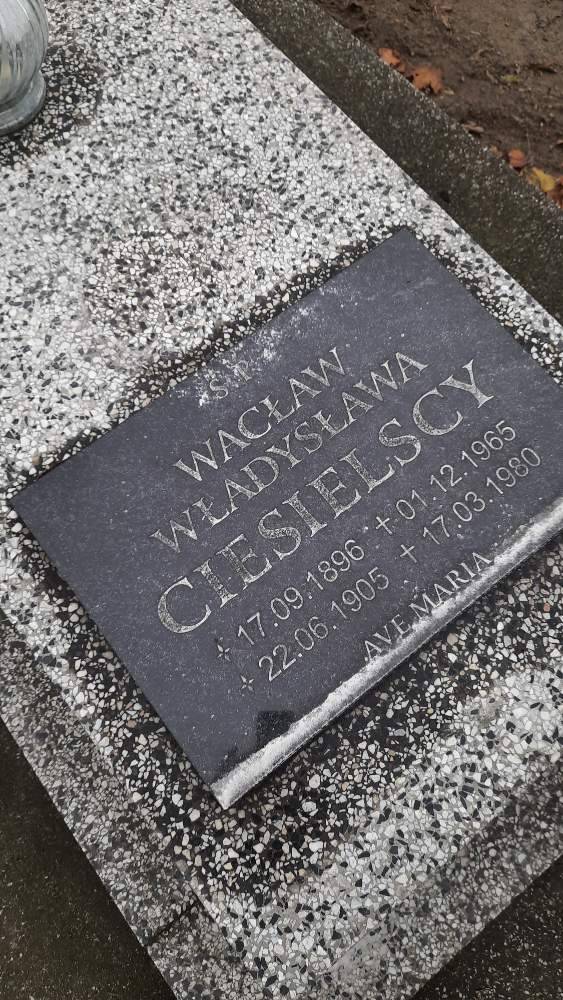 Ś P
WACŁAW
WŁADYSŁAWA
CIESIELSCY
✶ 17.09.1896 ✝ 01.12.1965
✶ 22.06.1905 ✝ 17.03.1980
AVE MARIA